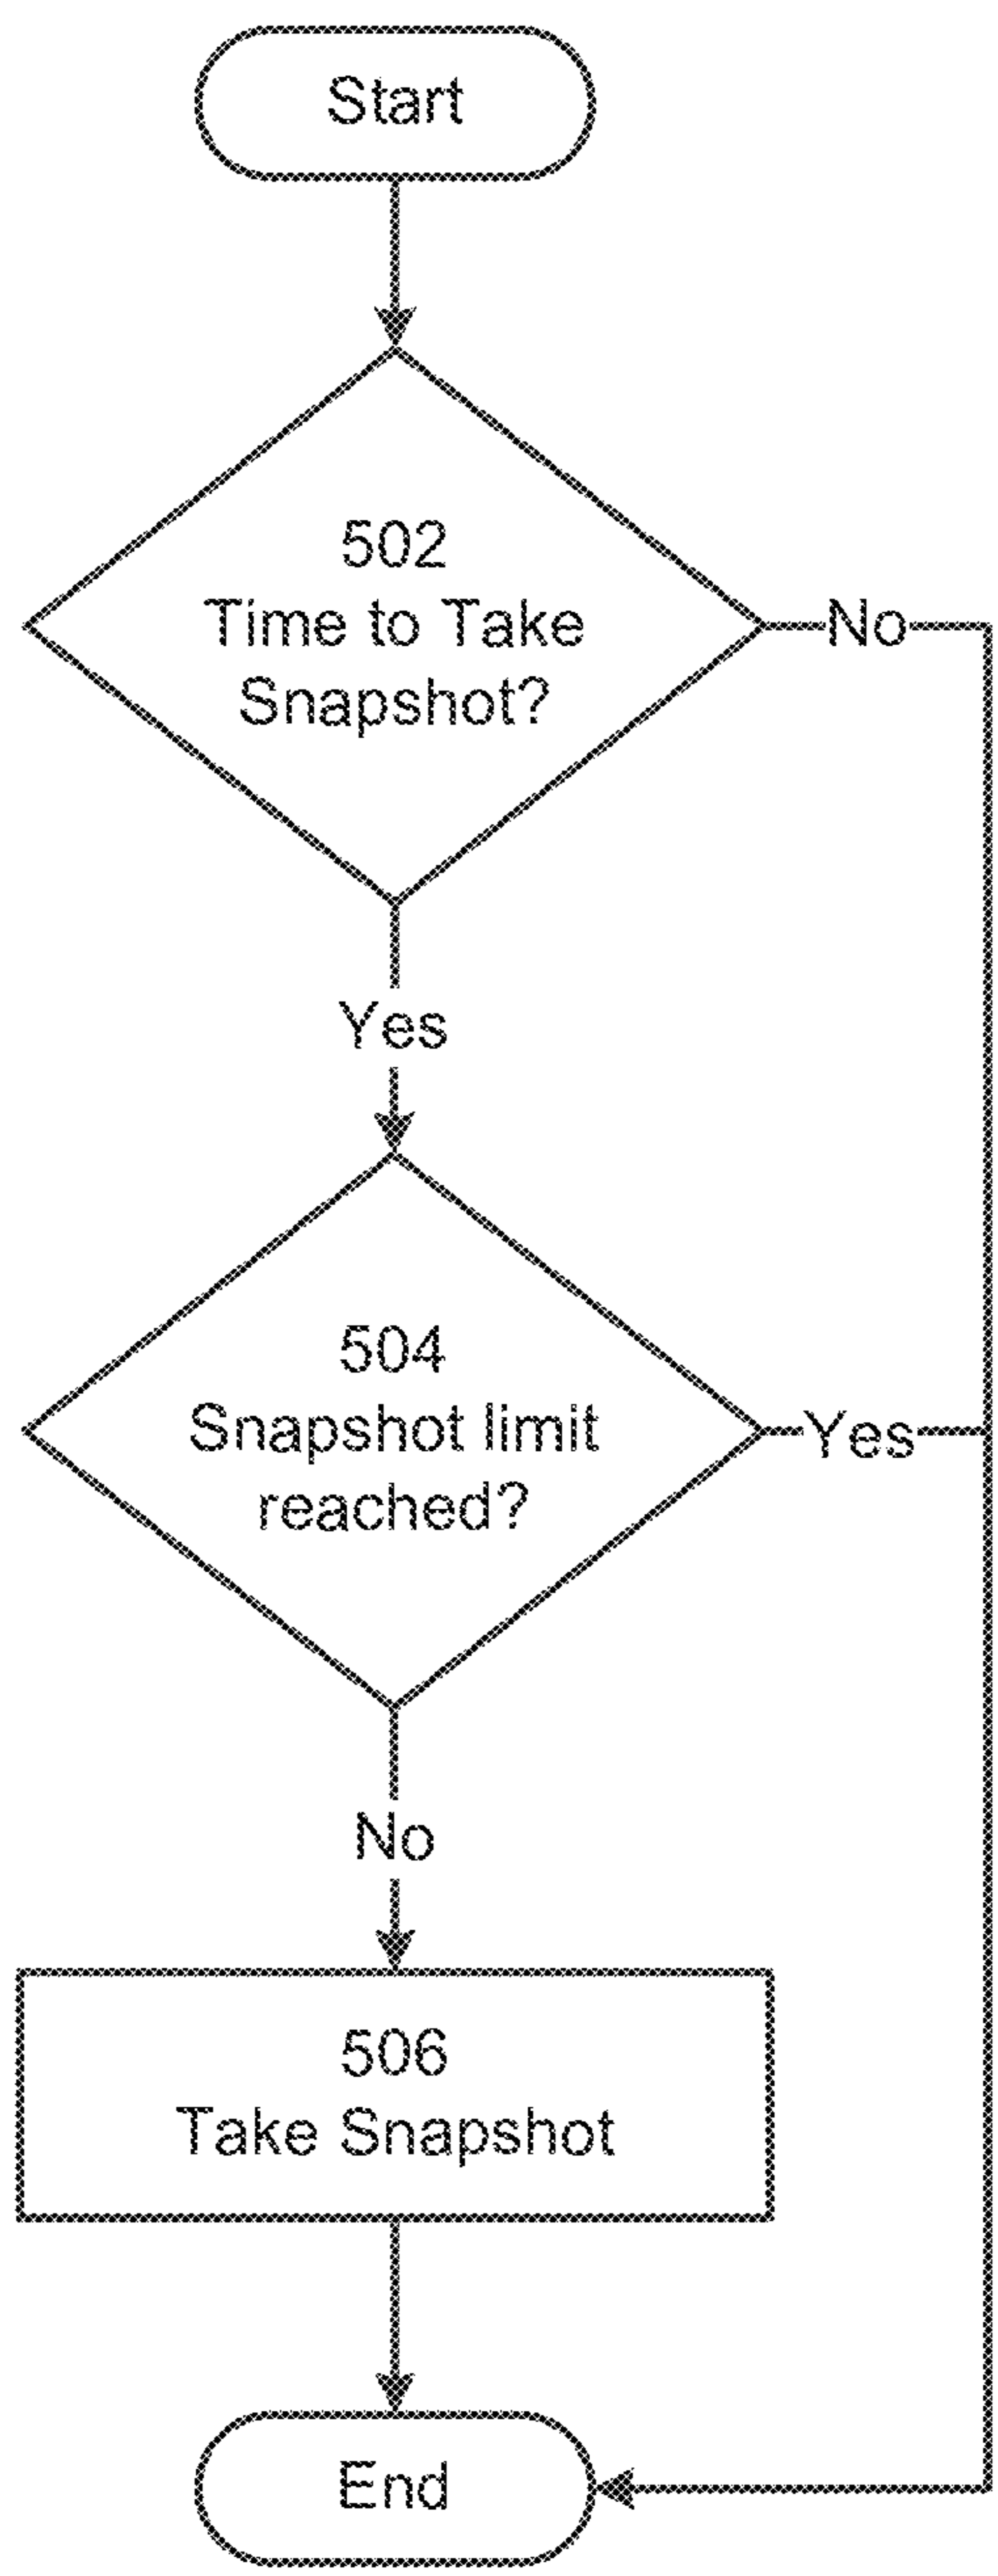 Start
502
Time to Take
Snapshot?
No
Yes
504
Snapshot limit
reached?
Yes
No
506
Take Snapshot
End